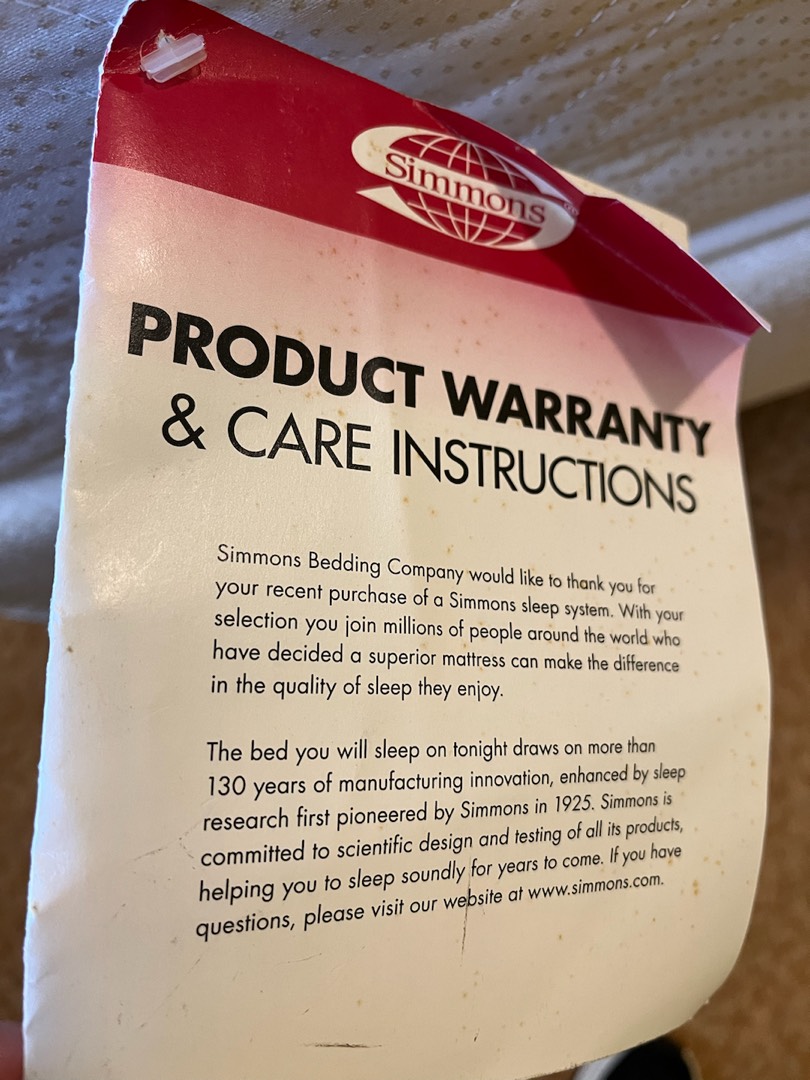 Simmons
PRODUCT WARRANTY
& CARE INSTRUCTIONS
Simmons Bedding Company would like to thank you for
your recent purchase of a Simmons sleep system. With your
selection you join millions of people around the world who
have decided a superior mattress can make the difference
in the quality of sleep they enjoy.
The bed you will sleep on tonight draws on more than
130 years of manufacturing innovation, enhanced by sleep
research first pioneered by Simmons in 1925. Simmons is
committed to scientific design and testing of all its products,
helping you to sleep soundly for years to come. If you have
questions, please visit our website at www.simmons.com.